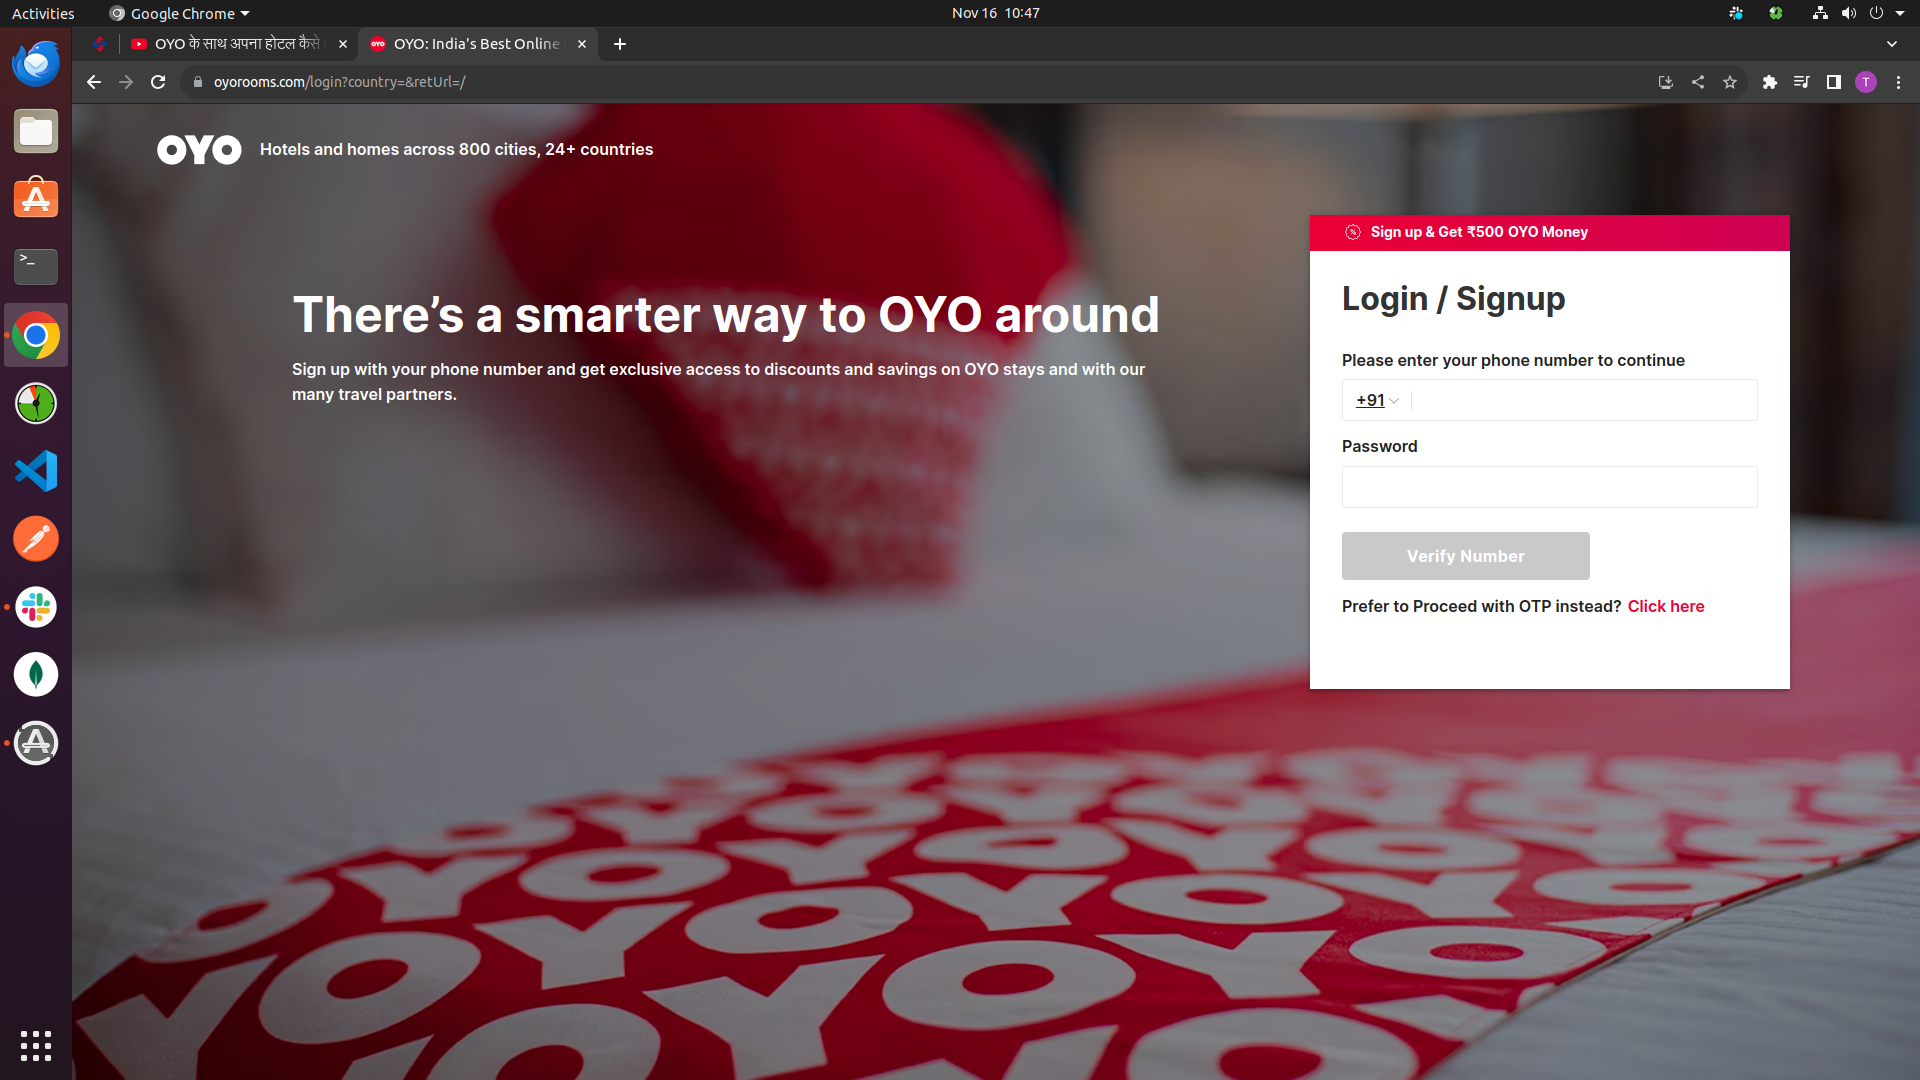 Activities
Google Chrome
Nov 16 10:47
OYO के साथ अपना होटल कैसे
OYO: India's Best Online
oyorooms.com/login?country=&retUrl=/
T
OYO
Hotels and homes across 800 cities, 24+ countries
Sign up & Get ₹500 OYO Money
There’s a smarter way to OYO around
Sign up with your phone number and get exclusive access to discounts and savings on OYO stays and with our
many travel partners.
Login / Signup
Please enter your phone number to continue
+91
Password
Verify Number
Prefer to Proceed with OTP instead? Click here